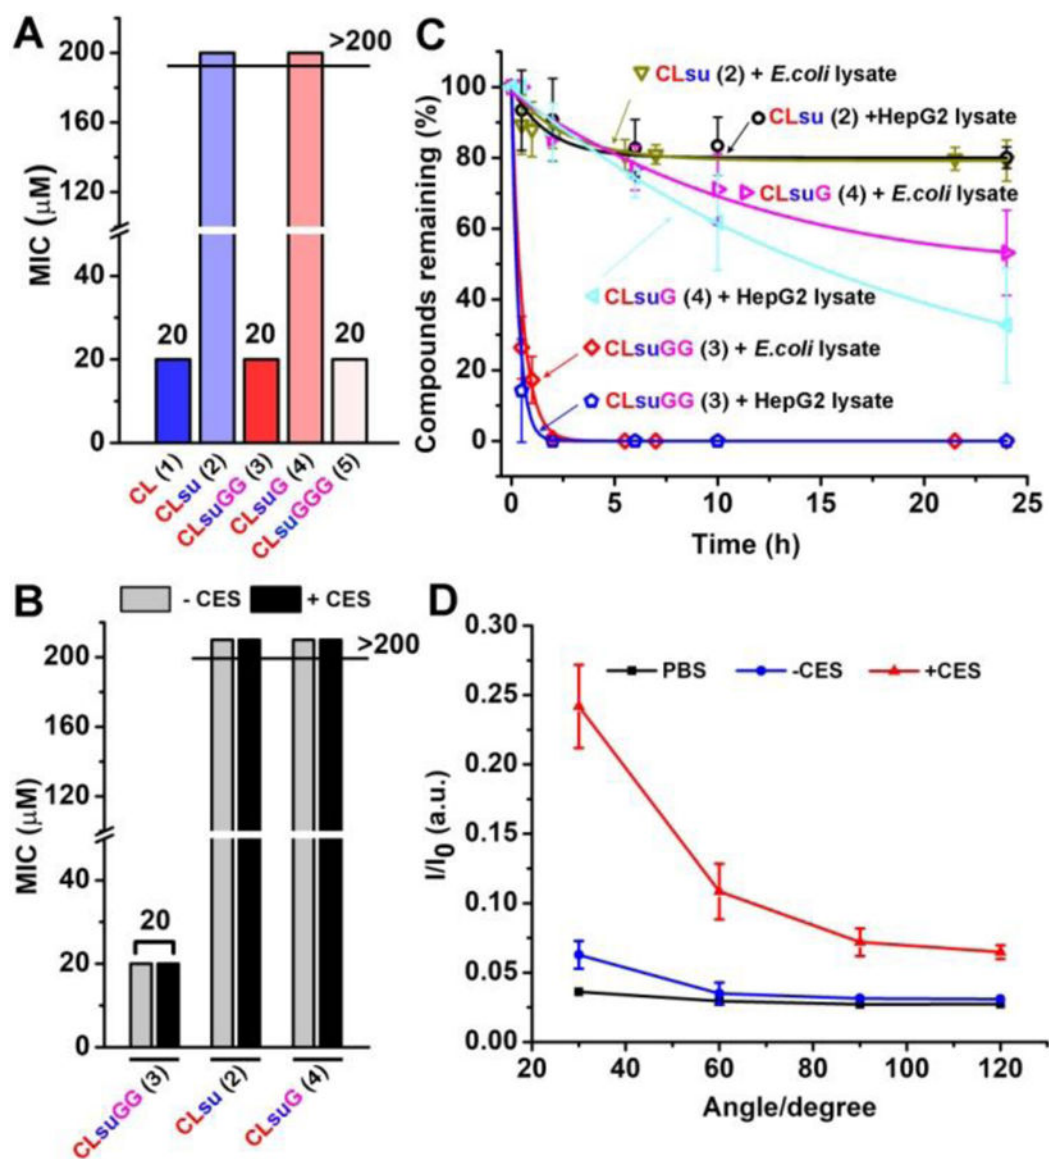 A
MIC (μM)
200
160
120
40
20
0
>200
20
20
20
CL (1)
CLsu (2)
CLsuGG (3)
CLsuG (4)
CLsuGGG (5)
C
Compounds remaining (%)
100
80
60
40
20
0
CLsu (2) + E.coli lysate
CLsu (2) +HepG2 lysate
CLsuG (4) + E.coli lysate
CLsuG (4) + HepG2 lysate
CLsuGG (3) + E.coli lysate
CLsuGG (3) + HepG2 lysate
0 5 10 15 20 25
Time (h)
B
- CES + CES
MIC (μM)
200
160
120
40
20
0
>200
20
CLsuGG (3)
CLsu (2)
CLsuG (4)
D
I/I0 (a.u.)
0.30
0.25
0.20
0.15
0.10
0.05
0.00
PBS -CES +CES
20 40 60 80 100 120
Angle/degree